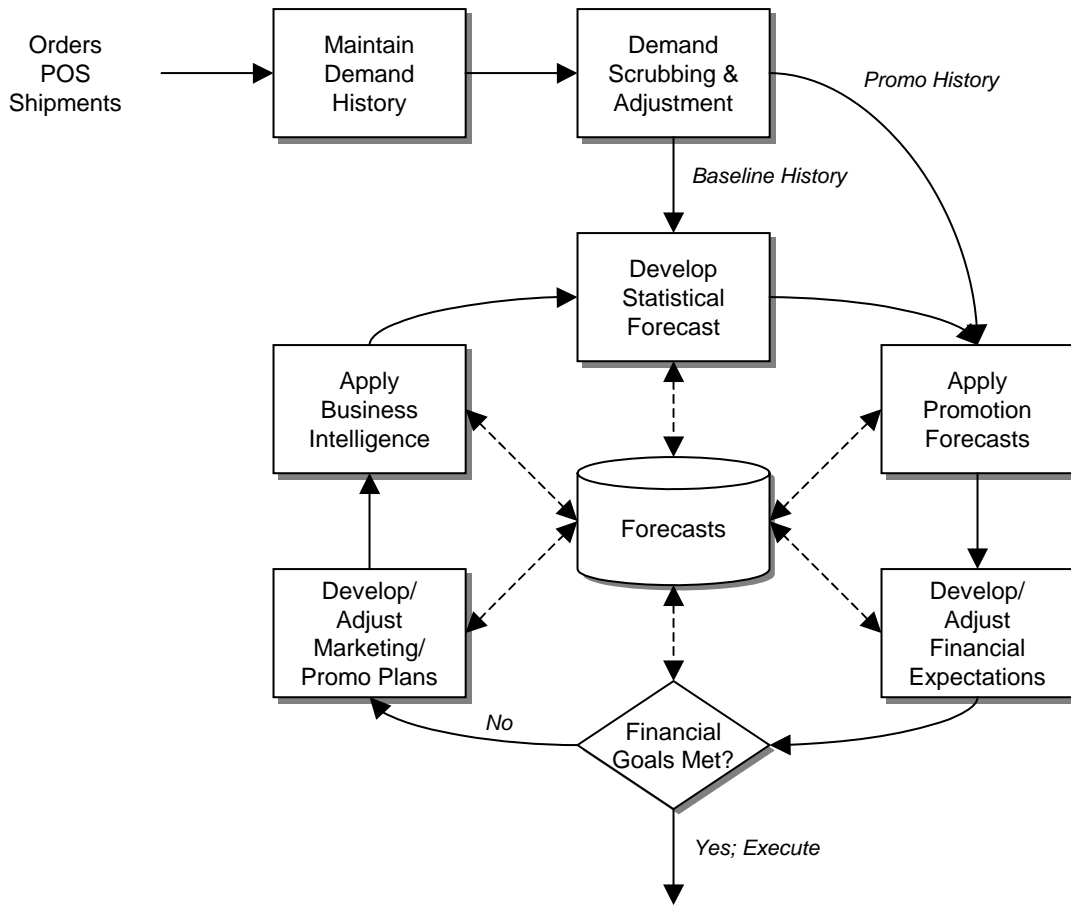 Orders
POS
Shipments
Maintain
Demand
History
Demand
Scrubbing &
Adjustment
Promo History
Baseline History
Develop
Statistical
Forecast
Apply
Business
Intelligence
Apply
Promotion
Forecasts
Forecasts
Develop/
Adjust
Marketing/
Promo Plans
Develop/
Adjust
Financial
Expectations
No
Financial
Goals Met?
Yes; Execute